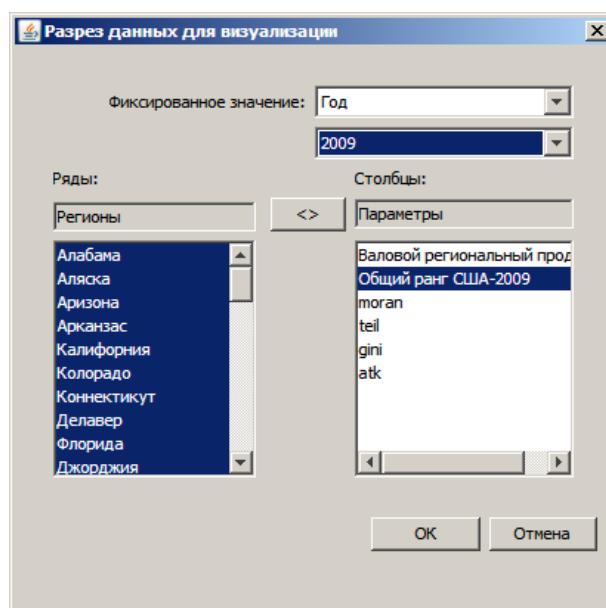 Разрез данных для визуализации
Фиксированное значение: Год
2009
Ряды: Столбцы:
Регионы <> Параметры
Алабама
Аляска
Аризона
Арканзас
Калифорния
Колорадо
Коннектикут
Делавер
Флорида
Джорджия
Валовой региональный прод
Общий ранг США-2009
moran
teil
gini
atk
OK Отмена